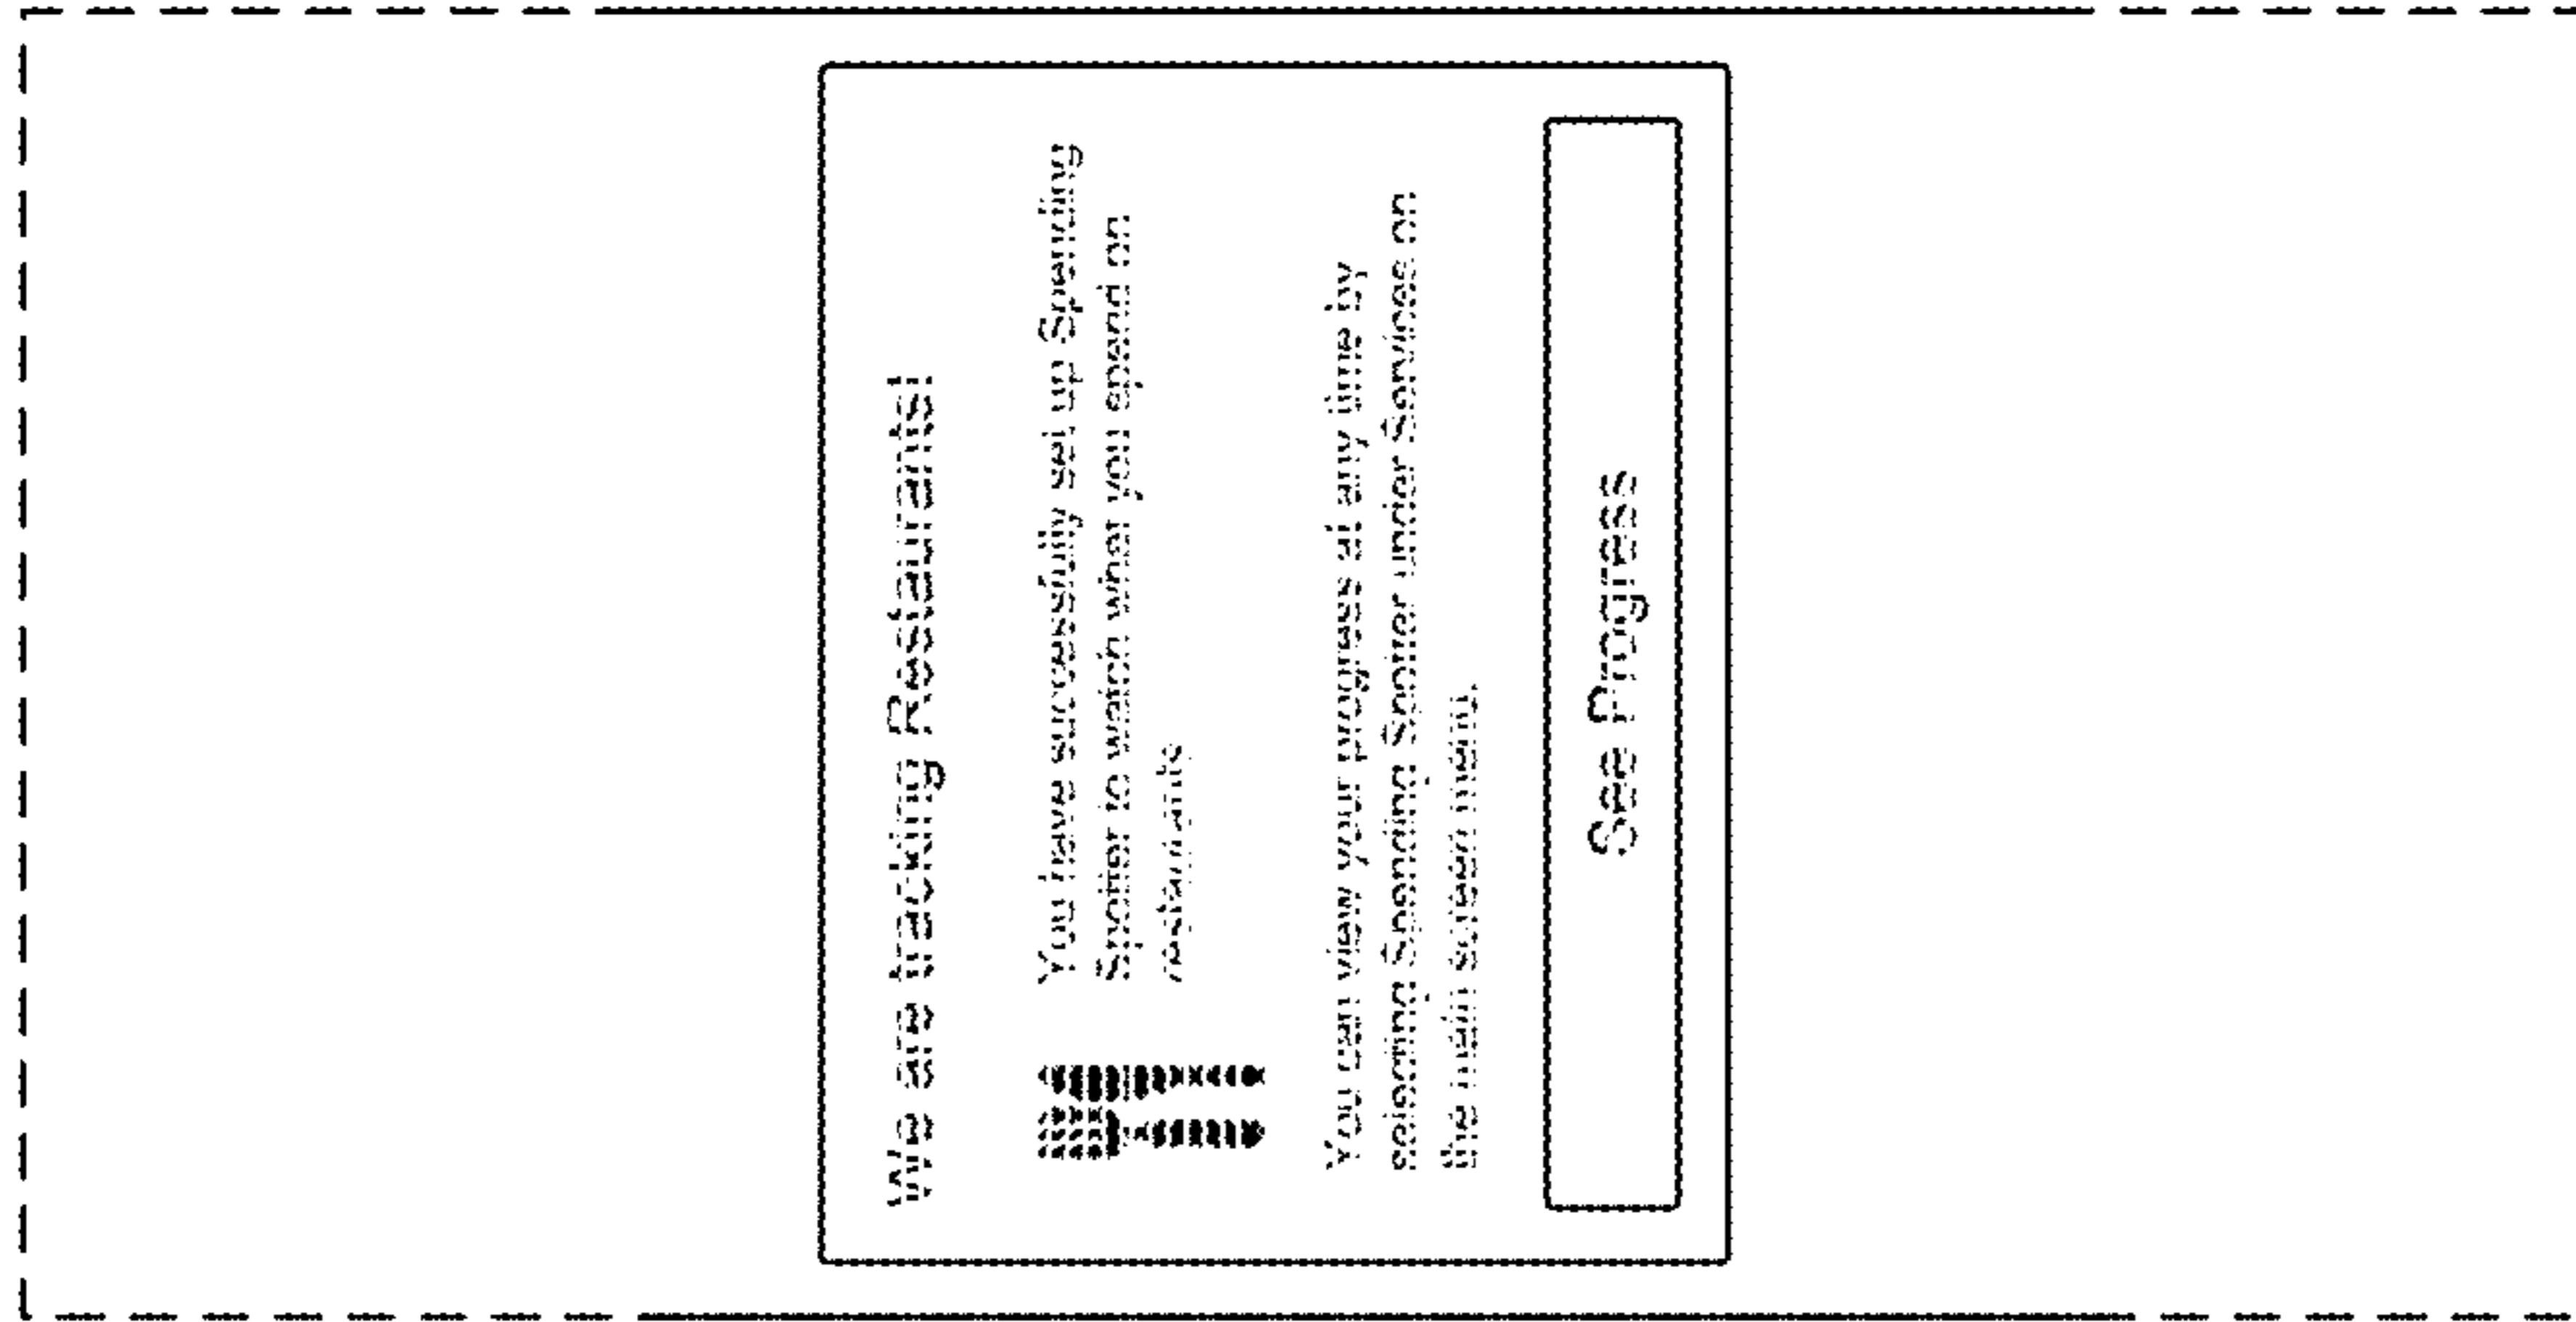 We are tracking Restaurants!
You have successfully set up Spending
Spotter to watch what you spend on
restaurants
You can view your progress at any time by
selecting Spending Spotter under Services on
the main screen menu.
See Progress